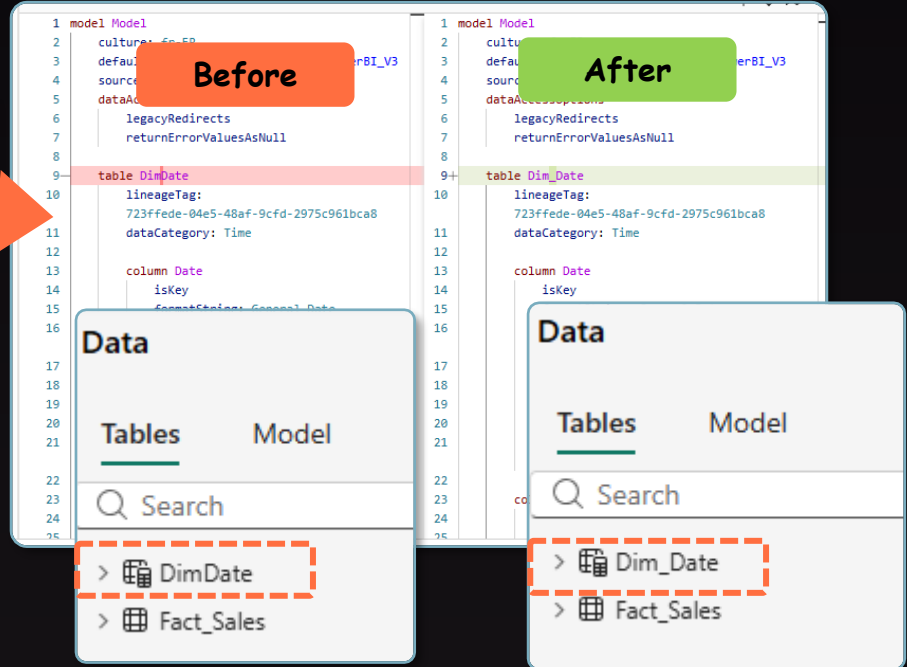 1 model Model
2 culture: fr-FR
Before
3 defau erBI_V3
4 source
5 dataAc
6 legacyRedirects
7 returnErrorValuesAsNull
8
9 table DimDate
10 lineageTag:
723ffede-04e5-48af-9cfd-2975c961bca8
11 dataCategory: Time
12
13 column Date
14 isKey
15 formatString: General Date
16
17
18
19
20
21
22
23
24
25
Data
Tables Model
Search
DimDate
Fact_Sales
1 model Model
2 cultu
After
3 defau erBI_V3
4 sourc
5 dataAccessOptions
6 legacyRedirects
7 returnErrorValuesAsNull
8
9+ table Dim_Date
10 lineageTag:
723ffede-04e5-48af-9cfd-2975c961bca8
11 dataCategory: Time
12
13 column Date
14 isKey
15
16
17
18
19
20
21
22
23 co
24
25
Data
Tables Model
Search
Dim_Date
Fact_Sales